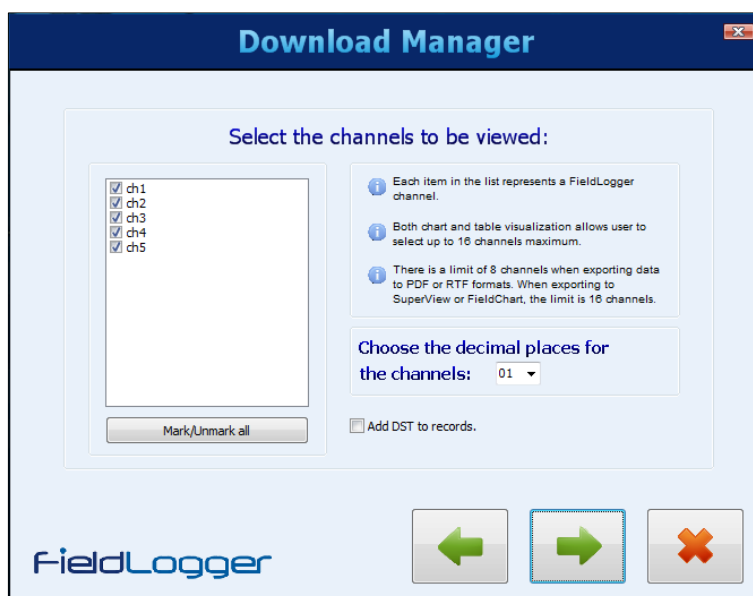 Download Manager
Select the channels to be viewed:
ch1
ch2
ch3
ch4
ch5
Mark/Unmark all
Each item in the list represents a FieldLogger
channel.
Both chart and table visualization allows user to
select up to 16 channels maximum.
There is a limit of 8 channels when exporting data
to PDF or RTF formats. When exporting to
SuperView or FieldChart, the limit is 16 channels.
Choose the decimal places for
the channels: 01
Add DST to records.
FieldLogger